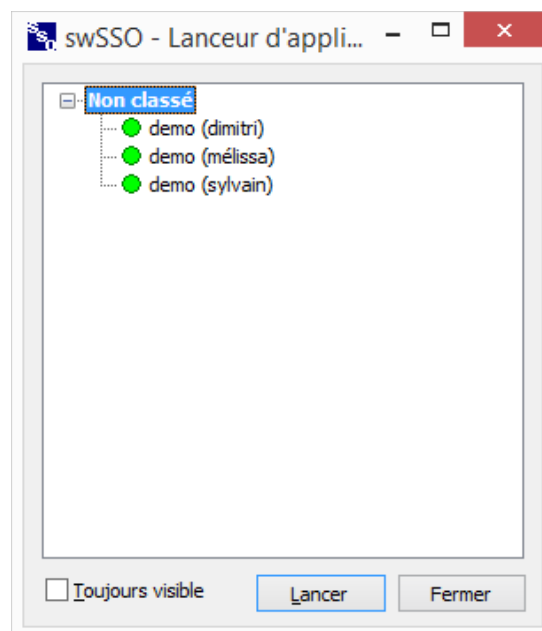 swSSO - Lanceur d'appli...
Non classé
demo (dimitri)
demo (mélissa)
demo (sylvain)
Toujours visible
Lancer
Fermer